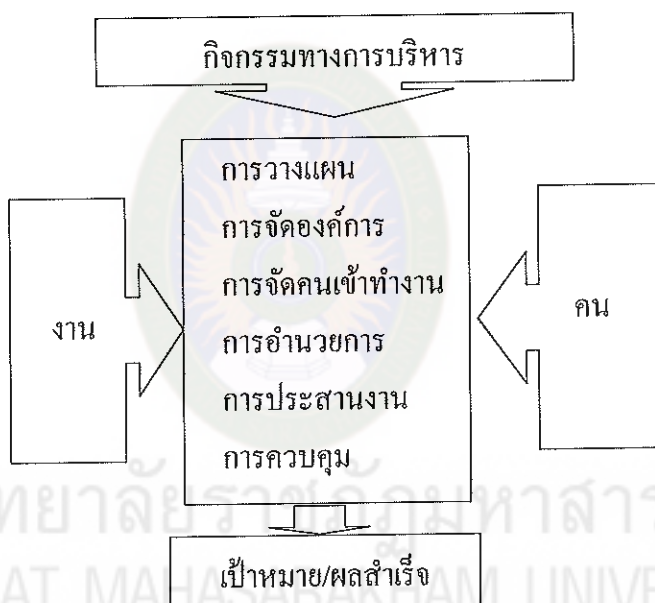 กิจกรรมทางการบริหาร
การวางแผน
การจัดองค์การ
การจัดคนเข้าทำงาน
การอำนวยการ
การประสานงาน
การควบคุม
งาน
คน
เป้าหมาย/ผลสำเร็จ